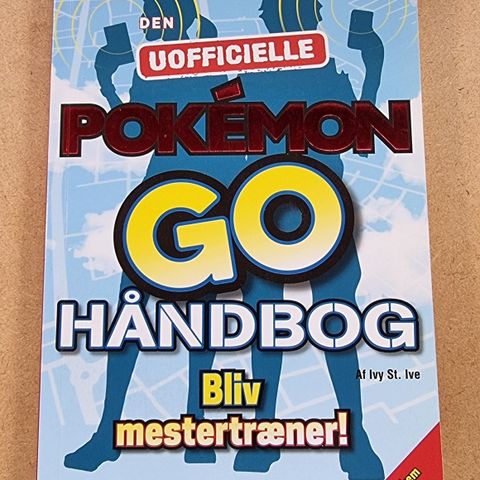 DEN
UOFFICIELLE
POKÉMON
GO
HÅNDBOG
Af Ivy St. Ive
Bliv
mestertræner!